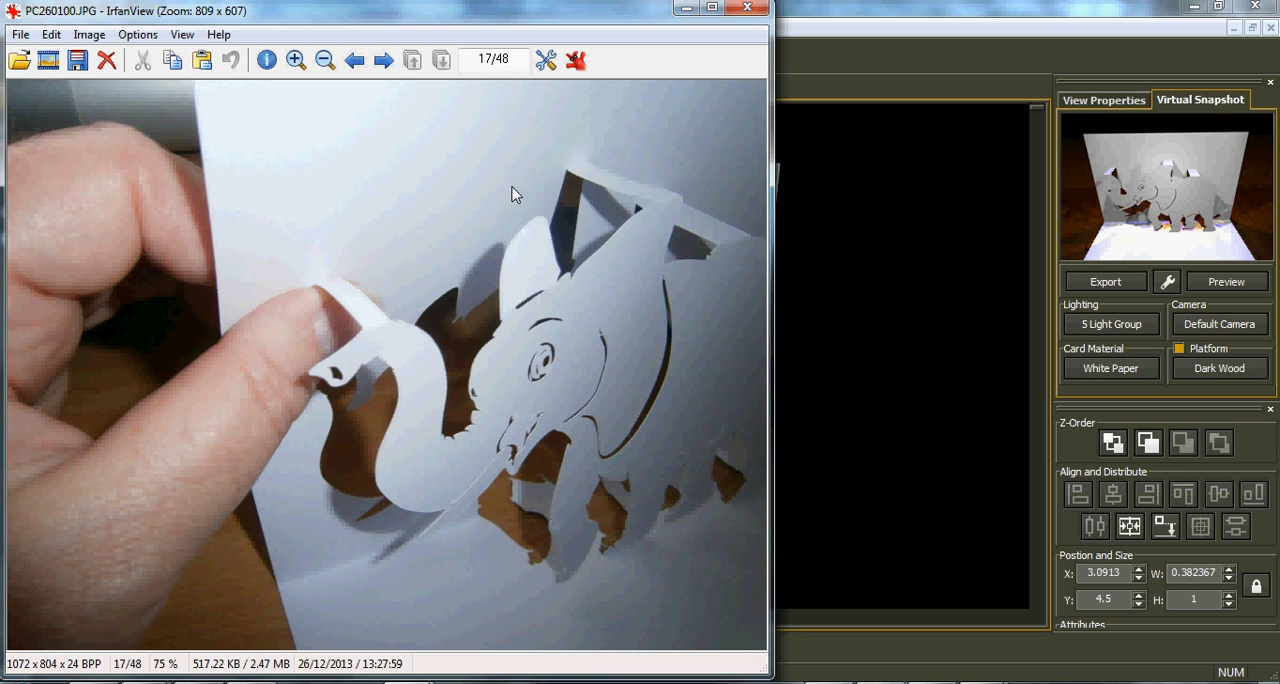 PC260100.JPG - IrfanView (Zoom: 809 x 607)
File Edit Image Options View Help
17/48
1072 x 804 x 24 BPP 17/48 75 % 517.22 KB / 2.47 MB 26/12/2013 / 13:27:59
View Properties Virtual Snapshot
Export Preview
Lighting Camera
5 Light Group Default Camera
Card Material Platform
White Paper Dark Wood
Z-Order
Align and Distribute
Postion and Size
X: 3.0913 W: 0.382367
Y: 4.5 H: 1
Attributes
NUM